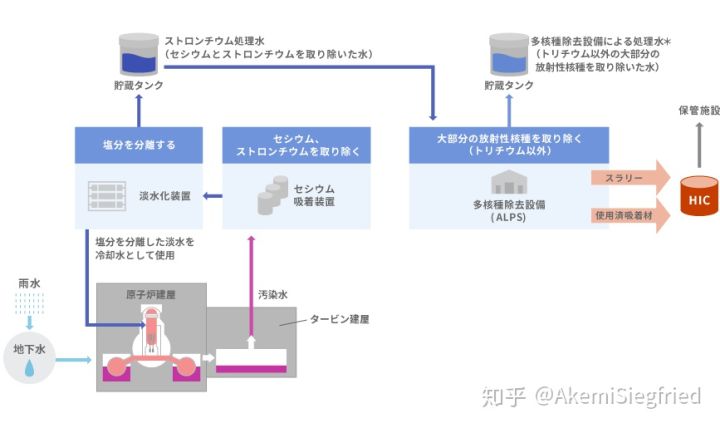 ストロンチウム処理水
（セシウムとストロンチウムを取り除いた水）
貯蔵タンク
多核種除去設備による処理水＊
（トリチウム以外の大部分の
放射性核種を取り除いた水）
貯蔵タンク
保管施設
塩分を分離する
淡水化装置
セシウム、
ストロンチウムを取り除く
セシウム
吸着装置
大部分の放射性核種を取り除く
（トリチウム以外）
多核種除去設備
(ALPS)
スラリー
使用済吸着材
HIC
塩分を分離した淡水を
冷却水として使用
雨水
地下水
原子炉建屋
汚染水
タービン建屋
知乎 @AkemiSiegfried